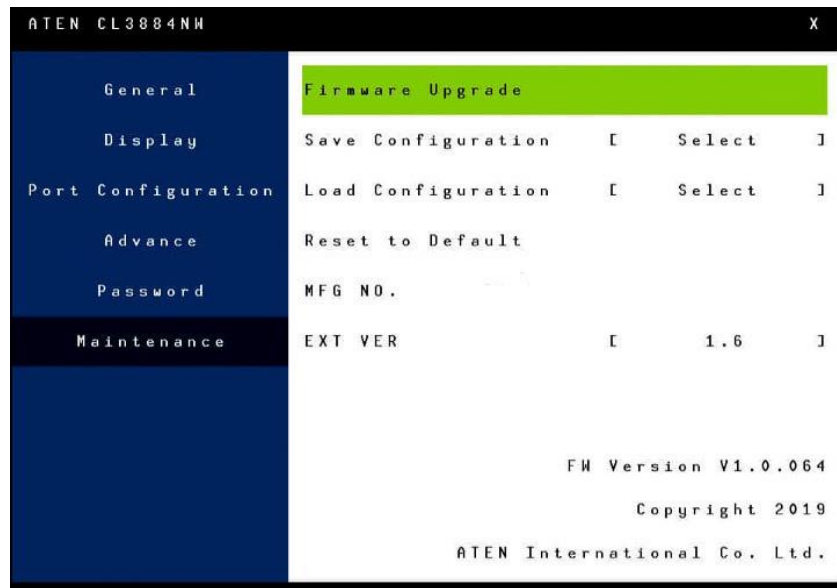 ATEN CL3884NW X
General
Display
Port Configuration
Advance
Password
Maintenance
Firmware Upgrade
Save Configuration [ Select ]
Load Configuration [ Select ]
Reset to Default
MFG NO.
EXT VER [ 1.6 ]
FW Version V1.0.064
Copyright 2019
ATEN International Co. Ltd.